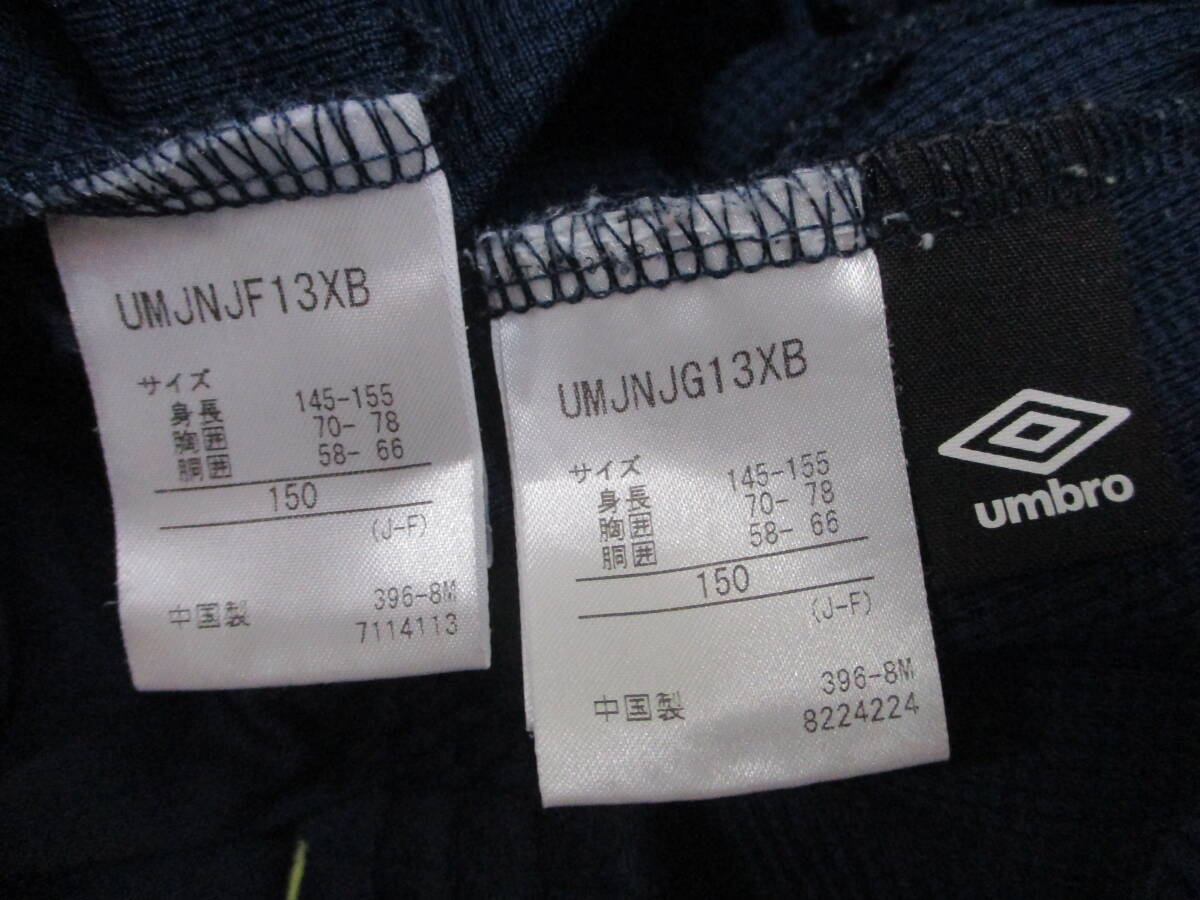 UMJNJF13XB
サイズ
身長 145-155
胸囲 70- 78
胴囲 58- 66
150
(J-F)
396-8M
中国製 7114113
UMJNJG13XB
サイズ
身長 145-155
胸囲 70- 78
胴囲 58- 66
150
(J-F)
396-8M
中国製 8224224
umbro